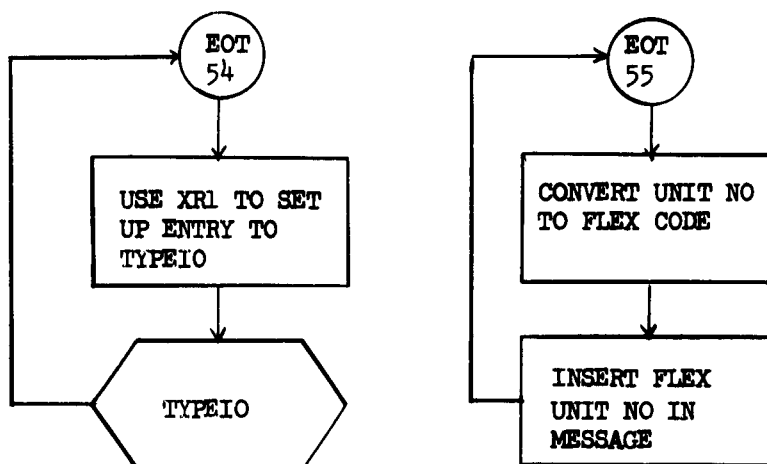 EOT
54
USE XR1 TO SET
UP ENTRY TO
TYPEIO
TYPEIO
EOT
55
CONVERT UNIT NO
TO FLEX CODE
INSERT FLEX
UNIT NO IN
MESSAGE